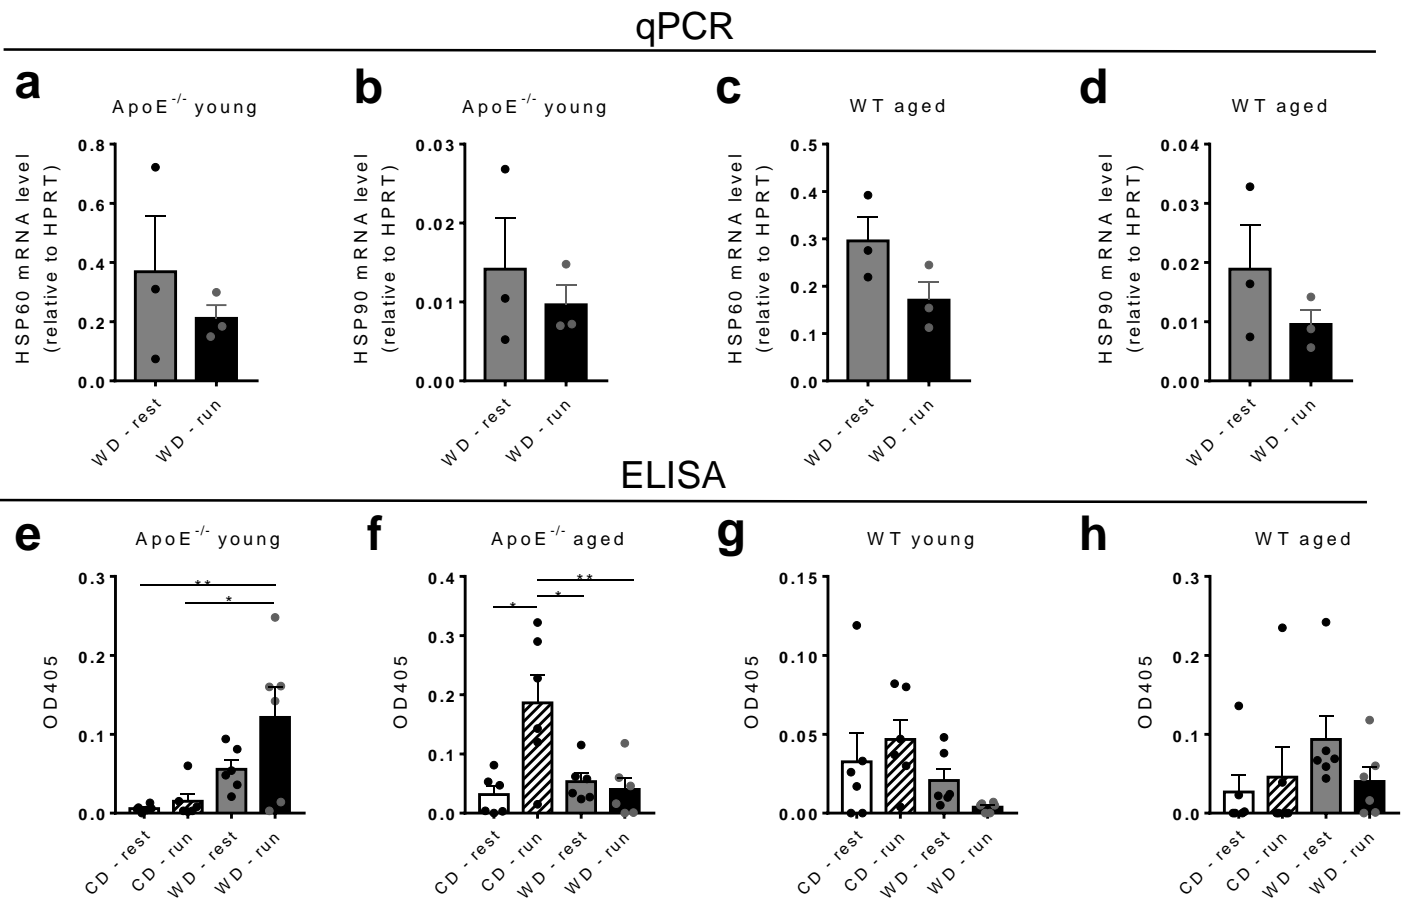 qPCR
a
ApoE-/- young
HSP60 mRNA level
(relative to HPRT)
0.8
0.6
0.4
0.2
0.0
WD - rest
WD - run
b
ApoE-/- young
HSP90 mRNA level
(relative to HPRT)
0.03
0.02
0.01
0.00
WD - rest
WD - run
c
WT aged
HSP60 mRNA level
(relative to HPRT)
0.5
0.4
0.3
0.2
0.1
0.0
WD - rest
WD - run
d
WT aged
HSP90 mRNA level
(relative to HPRT)
0.04
0.03
0.02
0.01
0.00
WD - rest
WD - run
ELISA
e
ApoE-/- young
OD405
0.3
0.2
0.1
0.0
**
*
CD - rest
CD - run
WD - rest
WD - run
f
ApoE-/- aged
OD405
0.4
0.3
0.2
0.1
0.0
**
*
*
CD - rest
CD - run
WD - rest
WD - run
g
WT young
OD405
0.15
0.10
0.05
0.00
CD - rest
CD - run
WD - rest
WD - run
h
WT aged
OD405
0.3
0.2
0.1
0.0
CD - rest
CD - run
WD - rest
WD - run